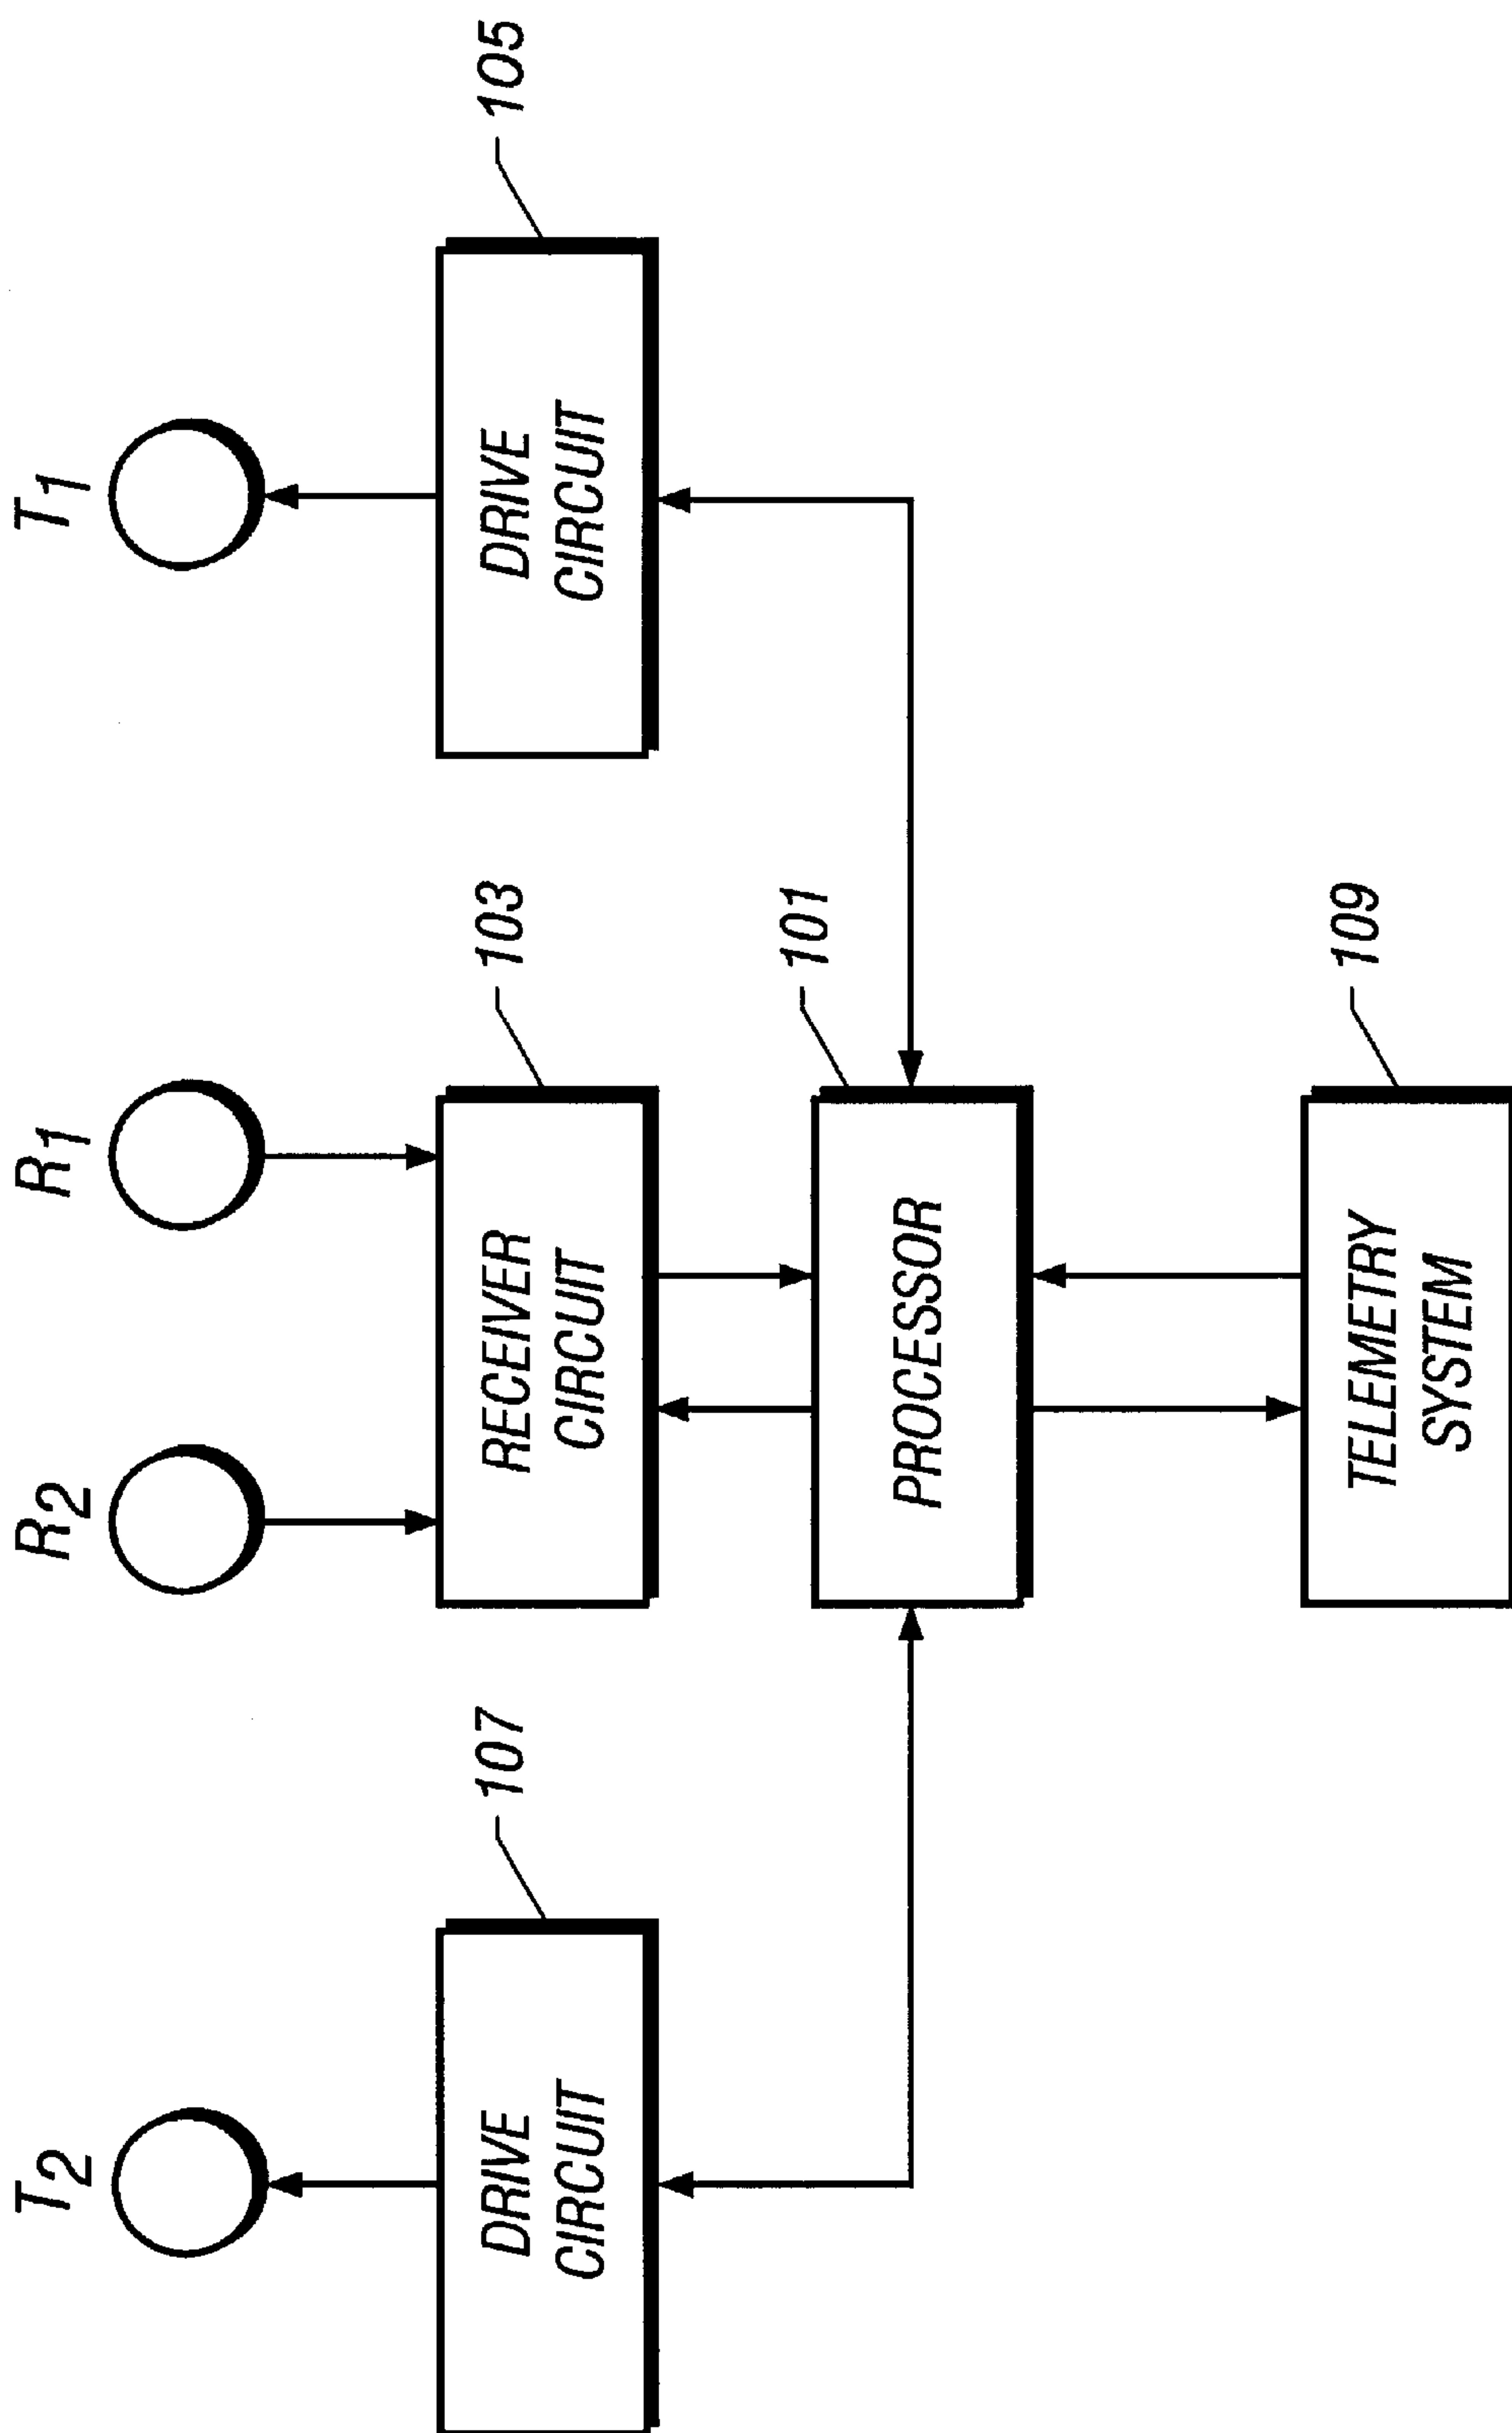 T2
R2
R1
T1
107
103
105
DRIVE
CIRCUIT
RECEIVER
CIRCUIT
DRIVE
CIRCUIT
101
PROCESSOR
109
TELEMETRY
SYSTEM